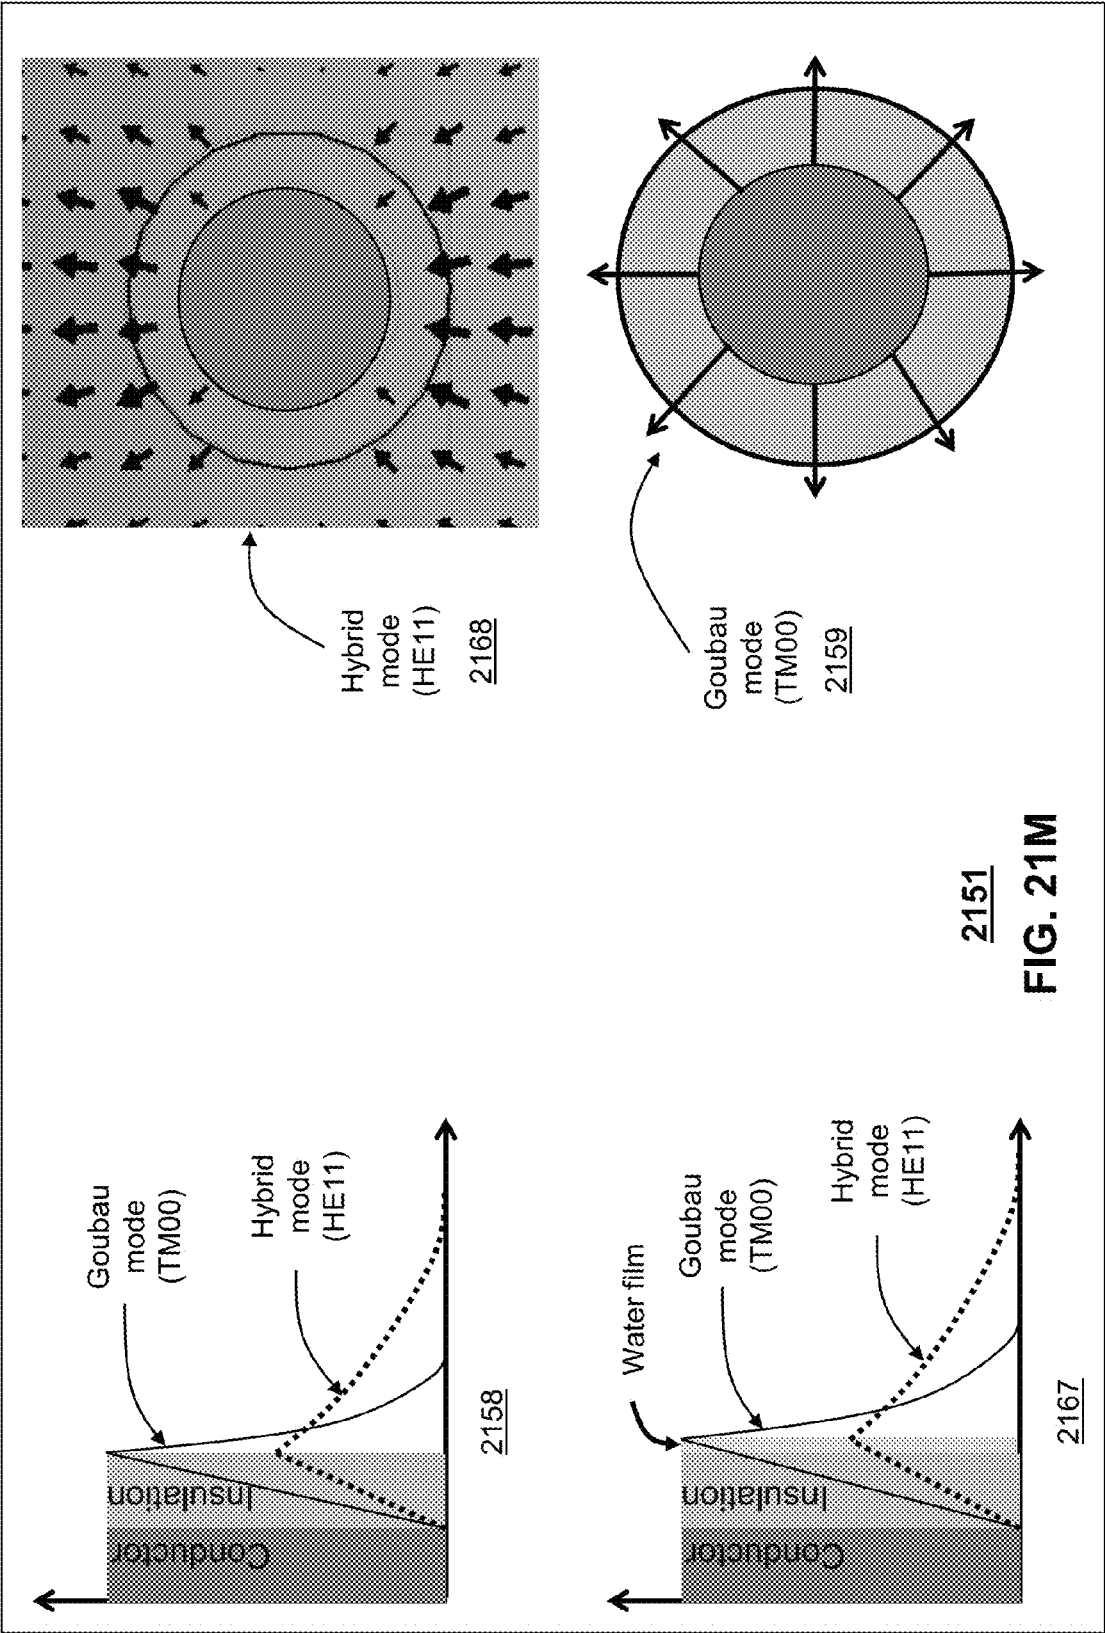 Hybrid
mode
(HE11)
2168
Goubau
mode
(TM00)
2159
Goubau
mode
(TM00)
Hybrid
mode
(HE11)
Insulation
Conductor
2158
Water film
Goubau
mode
(TM00)
Hybrid
mode
(HE11)
Insulation
Conductor
2167
2151
FIG. 21M